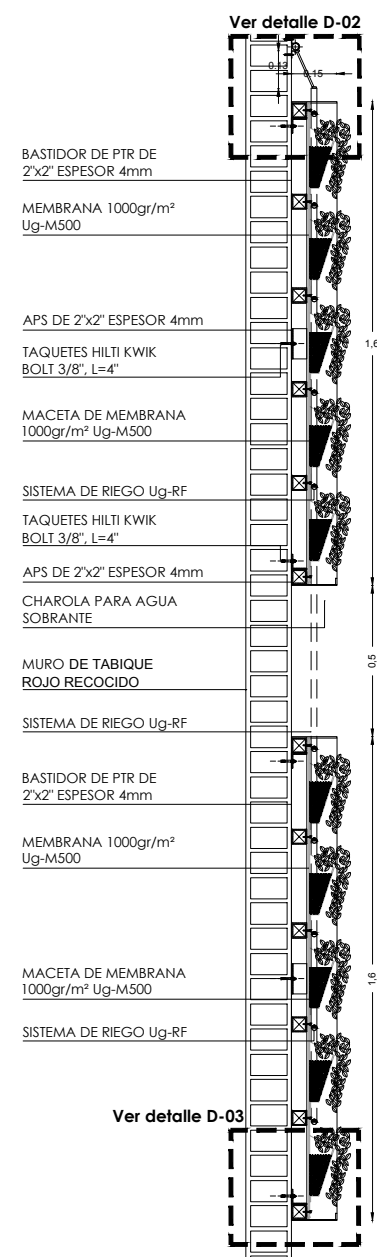 Ver detalle D-02
0.13
0.15
BASTIDOR DE PTR DE
2"x2" ESPESOR 4mm
MEMBRANA 1000gr/m²
Ug-M500
APS DE 2"x2" ESPESOR 4mm
1,6
TAQUETES HILTI KWIK
BOLT 3/8", L=4"
MACETA DE MEMBRANA
1000gr/m² Ug-M500
SISTEMA DE RIEGO Ug-RF
TAQUETES HILTI KWIK
BOLT 3/8", L=4"
APS DE 2"x2" ESPESOR 4mm
CHAROLA PARA AGUA
SOBRANTE
0,5
MURO DE TABIQUE
ROJO RECOCIDO
SISTEMA DE RIEGO Ug-RF
BASTIDOR DE PTR DE
2"x2" ESPESOR 4mm
MEMBRANA 1000gr/m²
Ug-M500
MACETA DE MEMBRANA
1000gr/m² Ug-M500
1,6
SISTEMA DE RIEGO Ug-RF
Ver detalle D-03